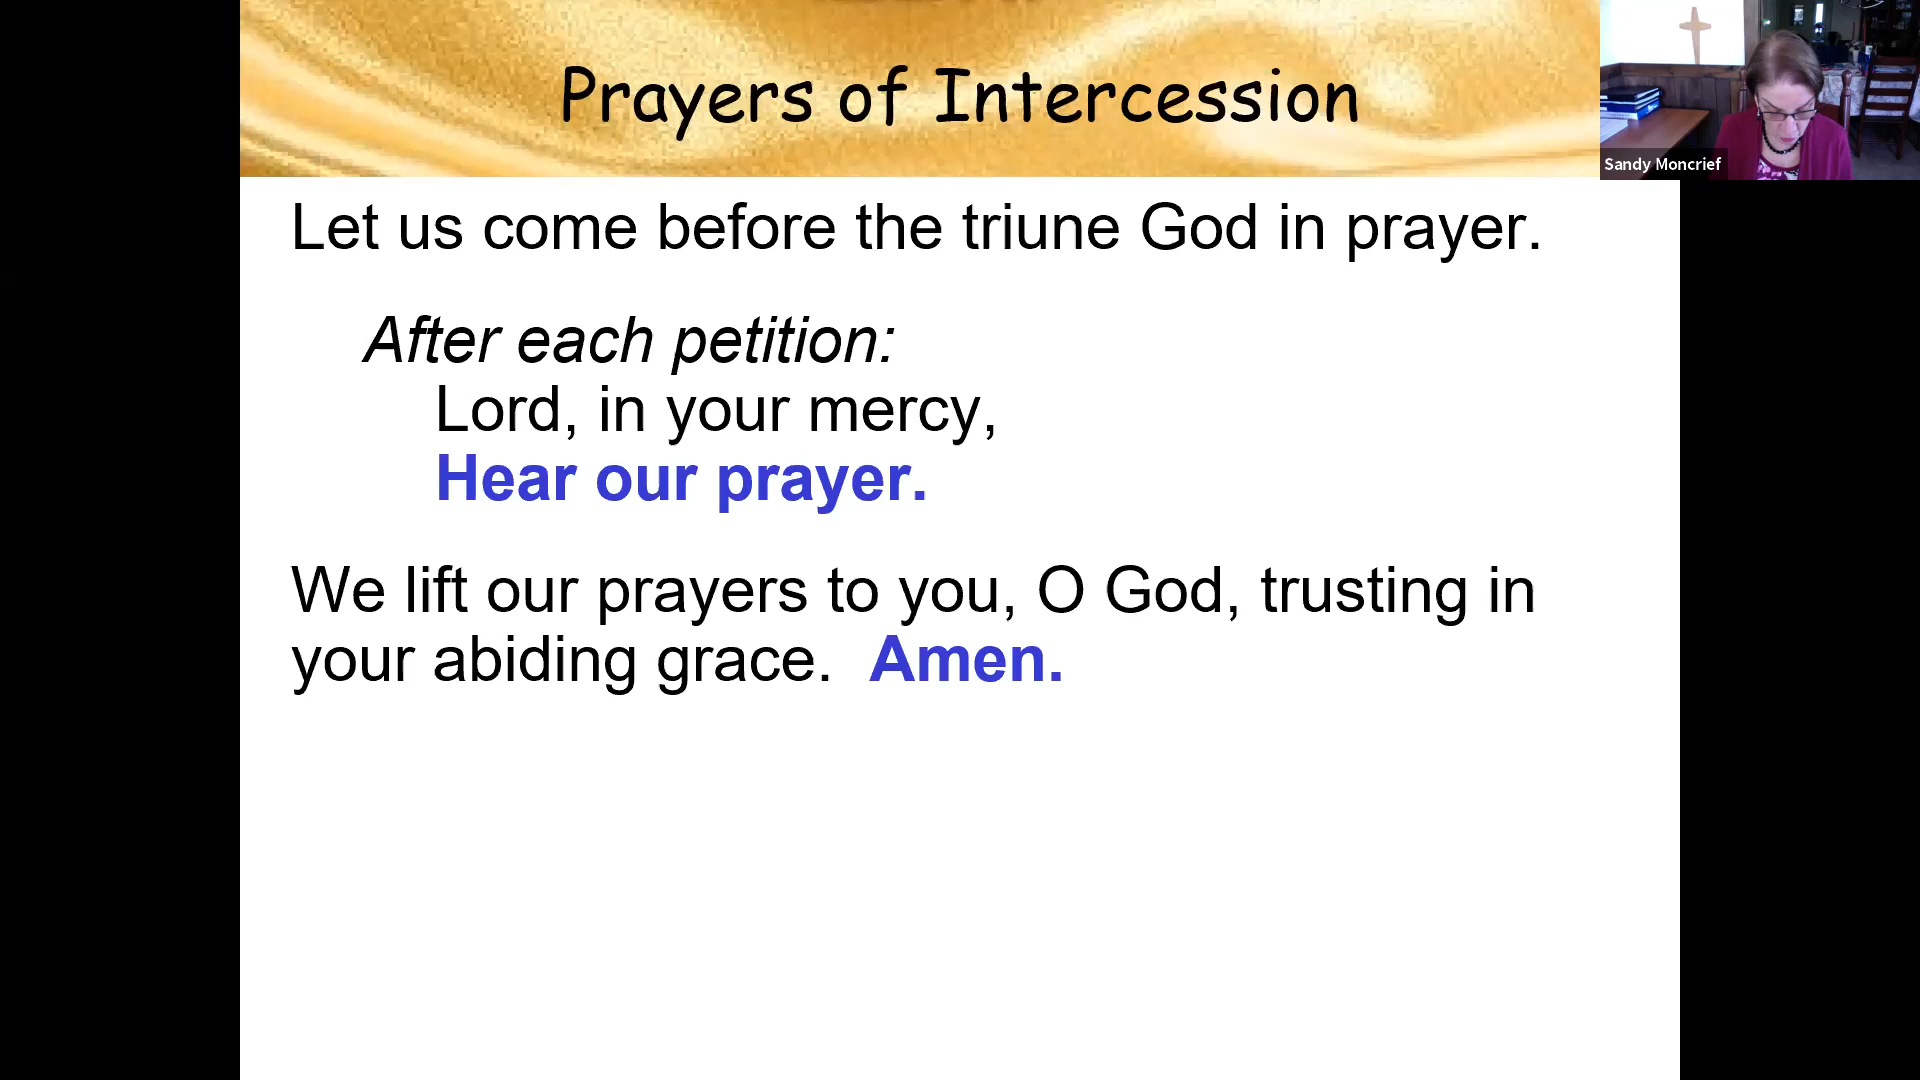 Prayers of Intercession
Sandy Moncrief
Let us come before the triune God in prayer.
After each petition:
Lord, in your mercy,
Hear our prayer.
We lift our prayers to you, O God, trusting in
your abiding grace.  Amen.